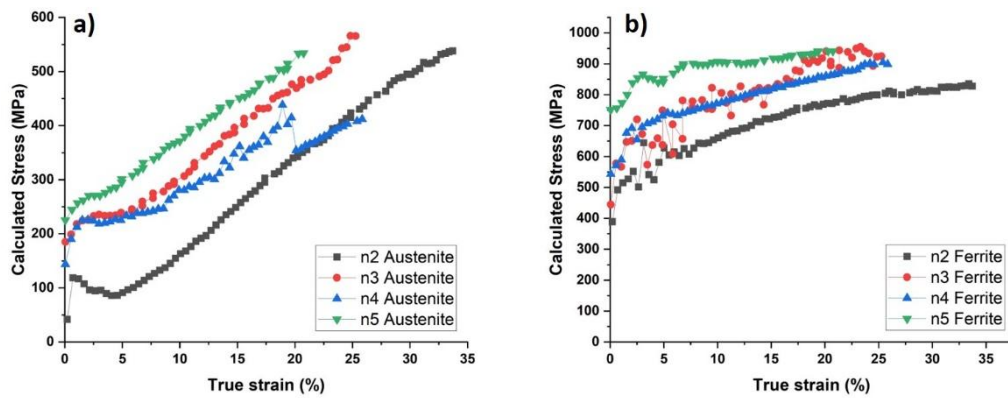 a)
600
500
400
300
200
100
0
Calculated Stress (MPa)
n2 Austenite
n3 Austenite
n4 Austenite
n5 Austenite
0 5 10 15 20 25 30 35
True strain (%)
b)
1000
900
800
700
600
500
400
300
200
100
0
Calculated Stress (MPa)
n2 Ferrite
n3 Ferrite
n4 Ferrite
n5 Ferrite
0 5 10 15 20 25 30 35
True strain (%)